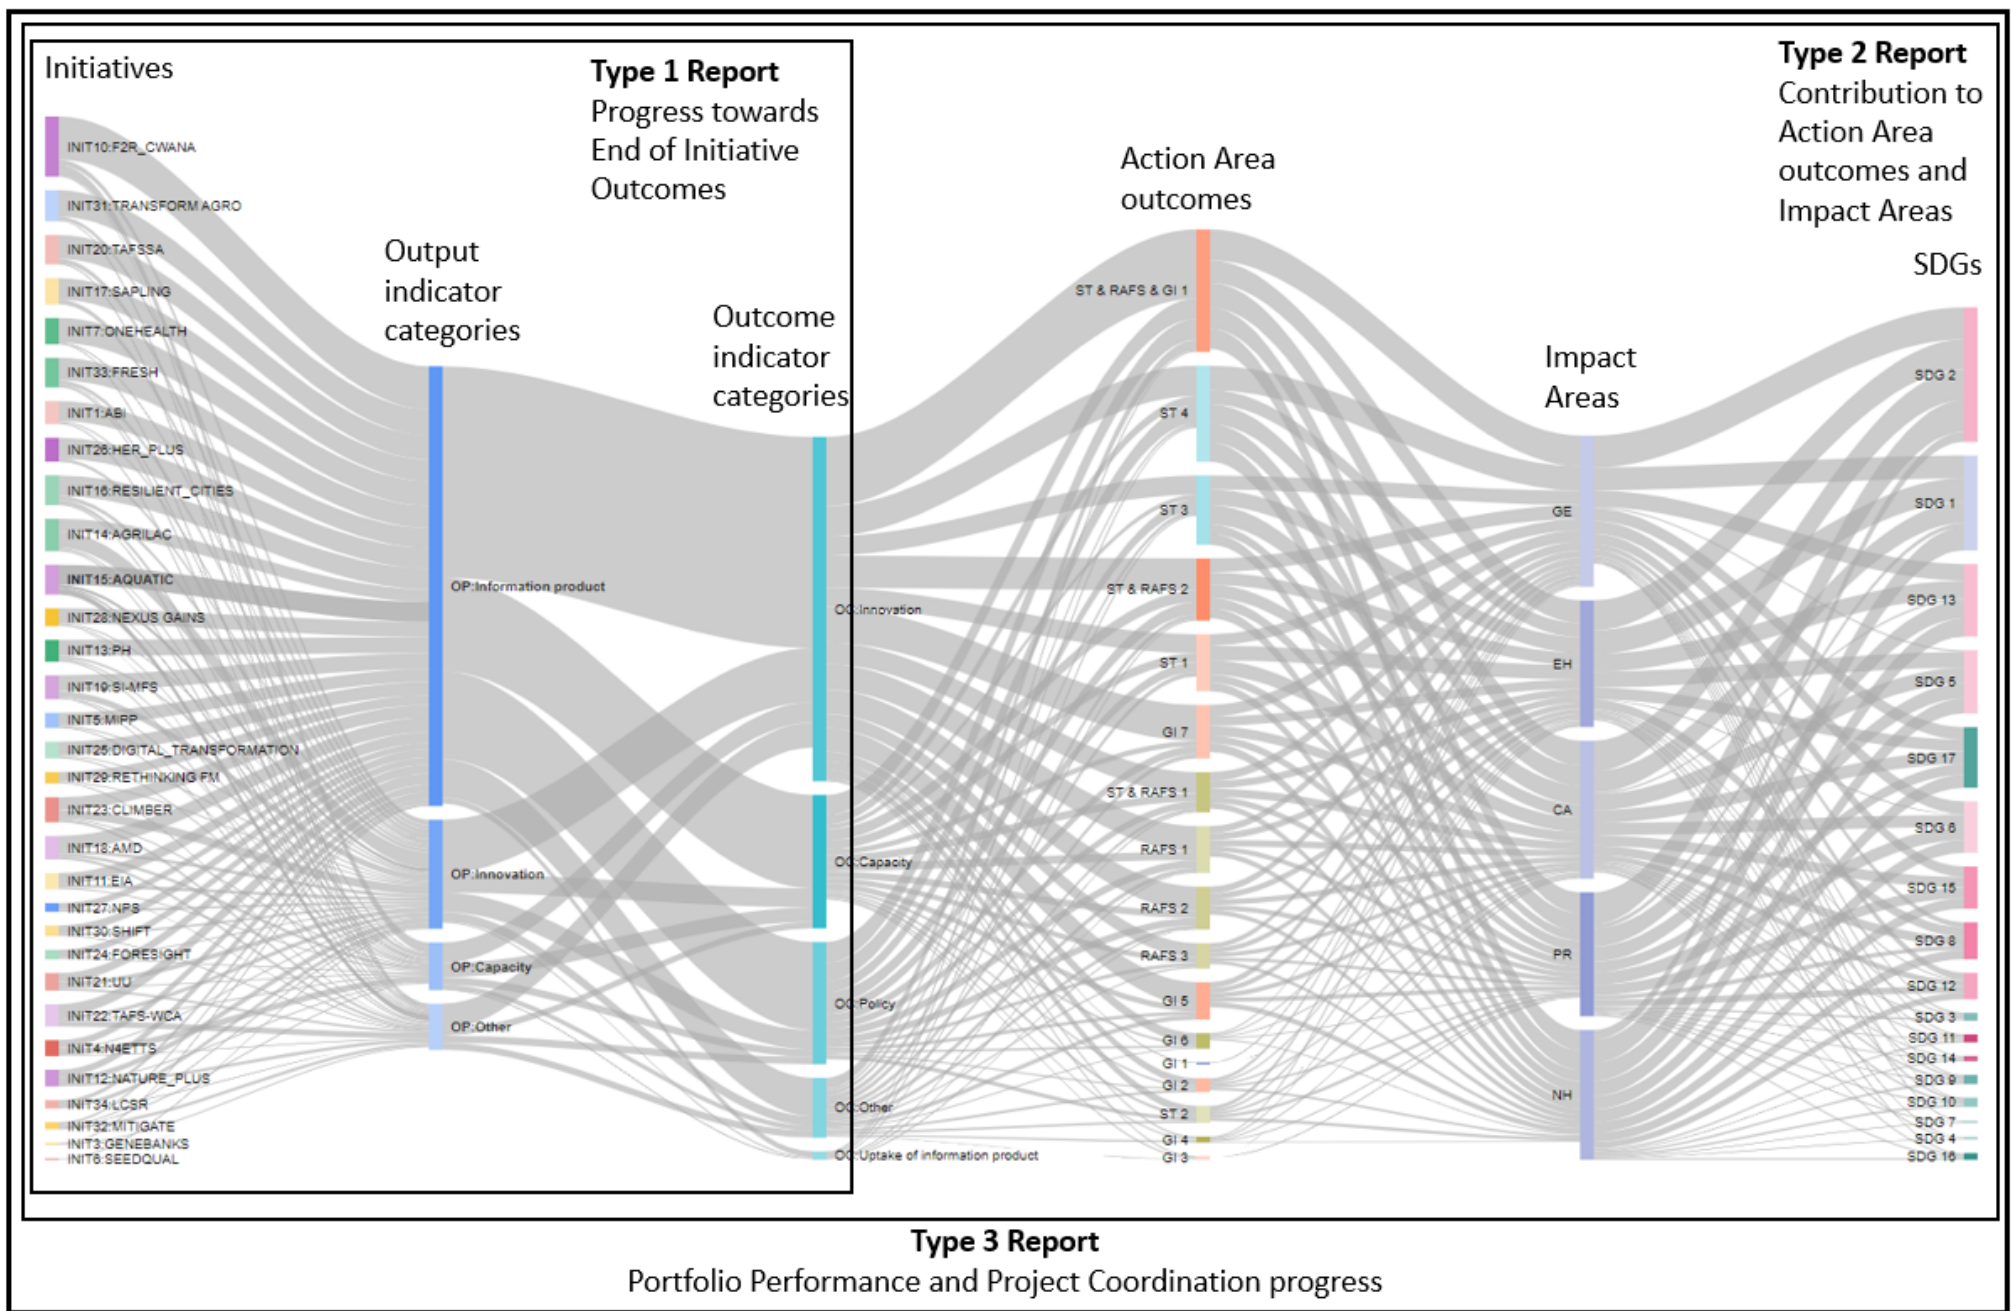 Initiatives
Type 1 Report
Progress towards
End of Initiative
Outcomes
Type 2 Report
Contribution to
Action Area
outcomes and
Impact Areas
Output
indicator
categories
Outcome
indicator
categories
Action Area
outcomes
Impact
Areas
SDGs
INIT10:F2R_CWANA
INIT31:TRANSFORM AGRO
INIT20:TAFSSA
INIT17:SAPLING
INIT7:ONEHEALTH
INIT33:FRESH
INIT1:ABI
INIT26:HER_PLUS
INIT16:RESILIENT_CITIES
INIT14:AGRILAC
INIT15:AQUATIC
INIT28:NEXUS GAINS
INIT13:PH
INIT19:SI-MFS
INIT5:MIPP
INIT25:DIGITAL_TRANSFORMATION
INIT29:RETHINKING FM
INIT23:CLIMBER
INIT18:AMD
INIT11:EIA
INIT27:NPS
INIT30:SHIFT
INIT24:FORESIGHT
INIT21:UU
INIT22:TAFS-WCA
INIT4:N4ETTS
INIT12:NATURE_PLUS
INIT34:LCSR
INIT32:MITIGATE
INIT3:GENEBANKS
INIT6:SEEDQUAL
OP:Information product
OP:Innovation
OP:Capacity
OP:Other
OC:Innovation
OC:Capacity
OC:Policy
OC:Other
OC:Uptake of information product
ST & RAFS & GI 1
ST 4
ST 3
ST & RAFS 2
ST 1
GI 7
ST & RAFS 1
RAFS 1
RAFS 2
RAFS 3
GI 5
GI 6
GI 1
GI 2
ST 2
GI 4
GI 3
GE
EH
CA
PR
NH
SDG 2
SDG 1
SDG 13
SDG 5
SDG 17
SDG 6
SDG 15
SDG 8
SDG 12
SDG 3
SDG 11
SDG 14
SDG 9
SDG 10
SDG 7
SDG 4
SDG 16
Type 3 Report
Portfolio Performance and Project Coordination progress